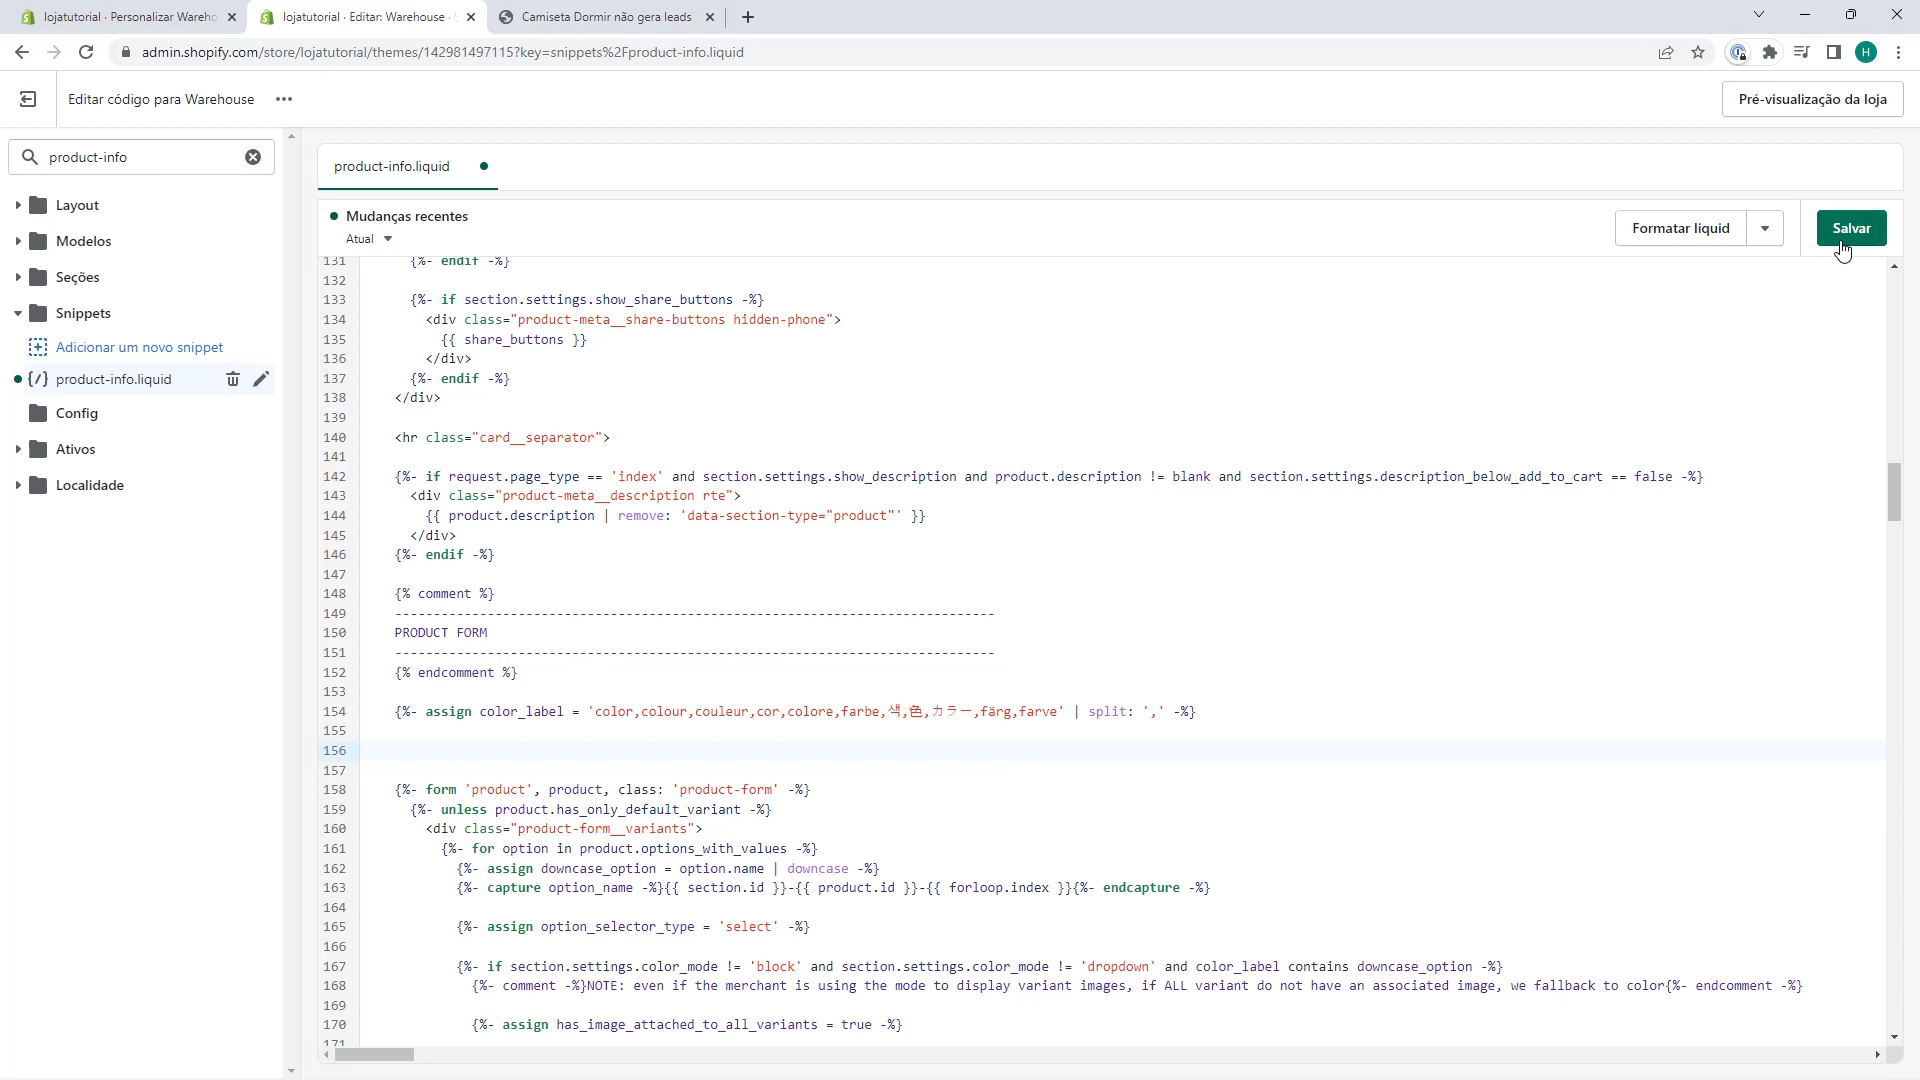 lojatutorial · Personalizar Wareho
lojatutorial · Editar: Warehouse ·
Camiseta Dormir não gera leads
admin.shopify.com/store/lojatutorial/themes/142981497115?key=snippets%2Fproduct-info.liquid
H
Editar código para Warehouse
Pré-visualização da loja
product-info
Layout
Modelos
Seções
Snippets
Adicionar um novo snippet
{/} product-info.liquid
Config
Ativos
Localidade
product-info.liquid
Mudanças recentes
Atual
Formatar liquid
Salvar
131 {%- endif -%}
132
133 {%- if section.settings.show_share_buttons -%}
134 <div class="product-meta__share-buttons hidden-phone">
135 {{ share_buttons }}
136 </div>
137 {%- endif -%}
138 </div>
139
140 <hr class="card__separator">
141
142 {%- if request.page_type == 'index' and section.settings.show_description and product.description != blank and section.settings.description_below_add_to_cart == false -%}
143 <div class="product-meta__description rte">
144 {{ product.description | remove: 'data-section-type="product"' }}
145 </div>
146 {%- endif -%}
147
148 {% comment %}
149 ------------------------------------------------------------------------------
150 PRODUCT FORM
151 ------------------------------------------------------------------------------
152 {% endcomment %}
153
154 {%- assign color_label = 'color,colour,couleur,cor,colore,farbe,색,色,カラー,färg,farve' | split: ',' -%}
155
156
157
158 {%- form 'product', product, class: 'product-form' -%}
159 {%- unless product.has_only_default_variant -%}
160 <div class="product-form__variants">
161 {%- for option in product.options_with_values -%}
162 {%- assign downcase_option = option.name | downcase -%}
163 {%- capture option_name -%}{{ section.id }}-{{ product.id }}-{{ forloop.index }}{%- endcapture -%}
164
165 {%- assign option_selector_type = 'select' -%}
166
167 {%- if section.settings.color_mode != 'block' and section.settings.color_mode != 'dropdown' and color_label contains downcase_option -%}
168 {%- comment -%}NOTE: even if the merchant is using the mode to display variant images, if ALL variant do not have an associated image, we fallback to color{%- endcomment -%}
169
170 {%- assign has_image_attached_to_all_variants = true -%}
171